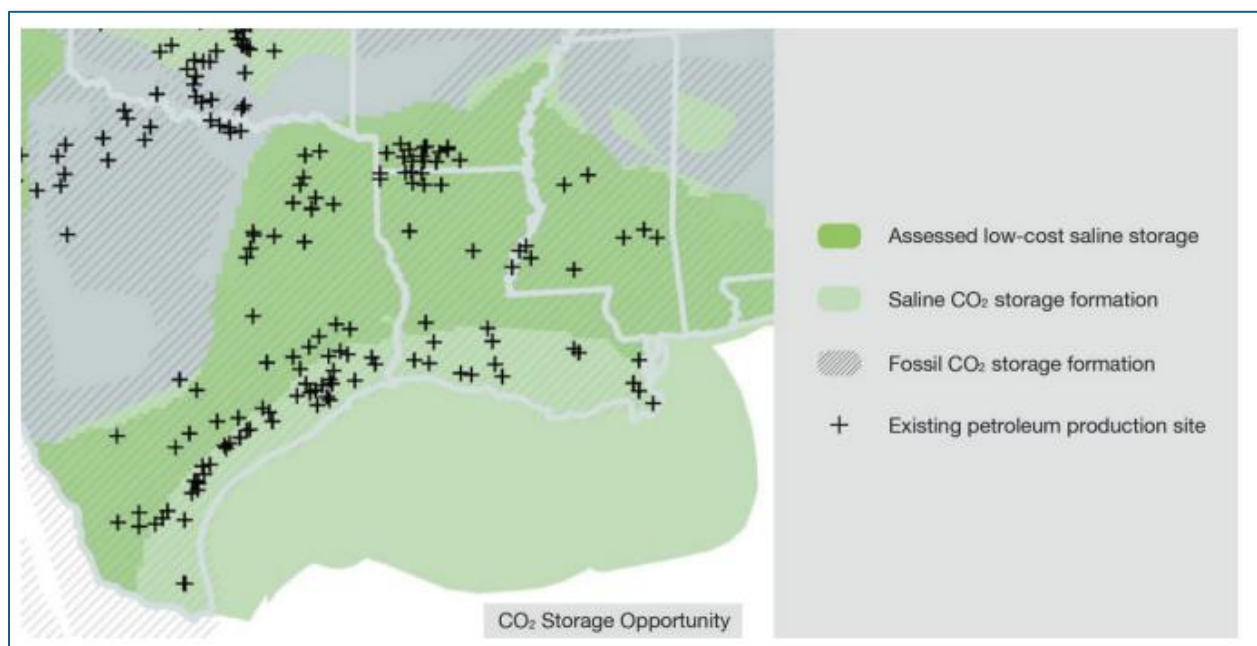 Assessed low-cost saline storage
Saline CO₂ storage formation
Fossil CO₂ storage formation
Existing petroleum production site
CO₂ Storage Opportunity